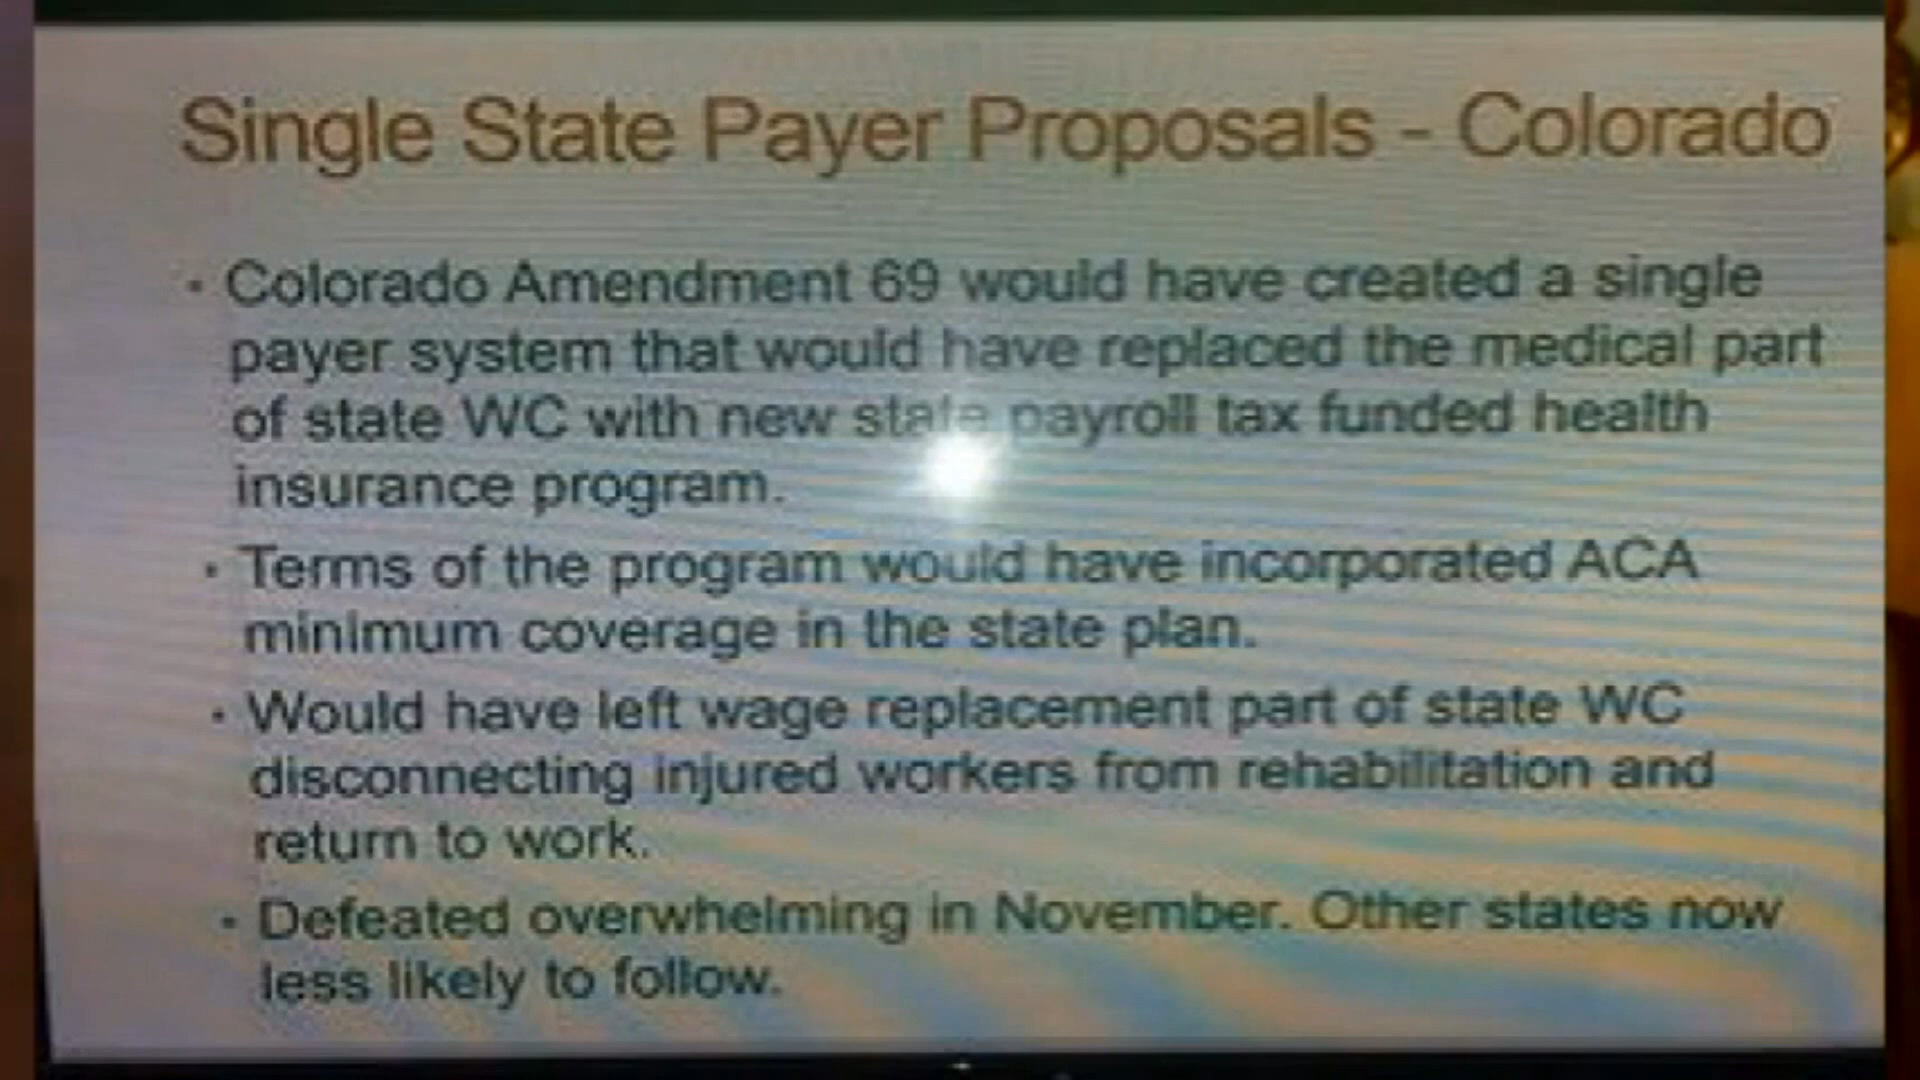 Single State Payer Proposals - Colorado
· Colorado Amendment 69 would have created a single
payer system that would have replaced the medical part
of state WC with new state payroll tax funded health
insurance program.
· Terms of the program would have incorporated ACA
minimum coverage in the state plan.
· Would have left wage replacement part of state WC
disconnecting injured workers from rehabilitation and
return to work.
· Defeated overwhelming in November. Other states now
less likely to follow.